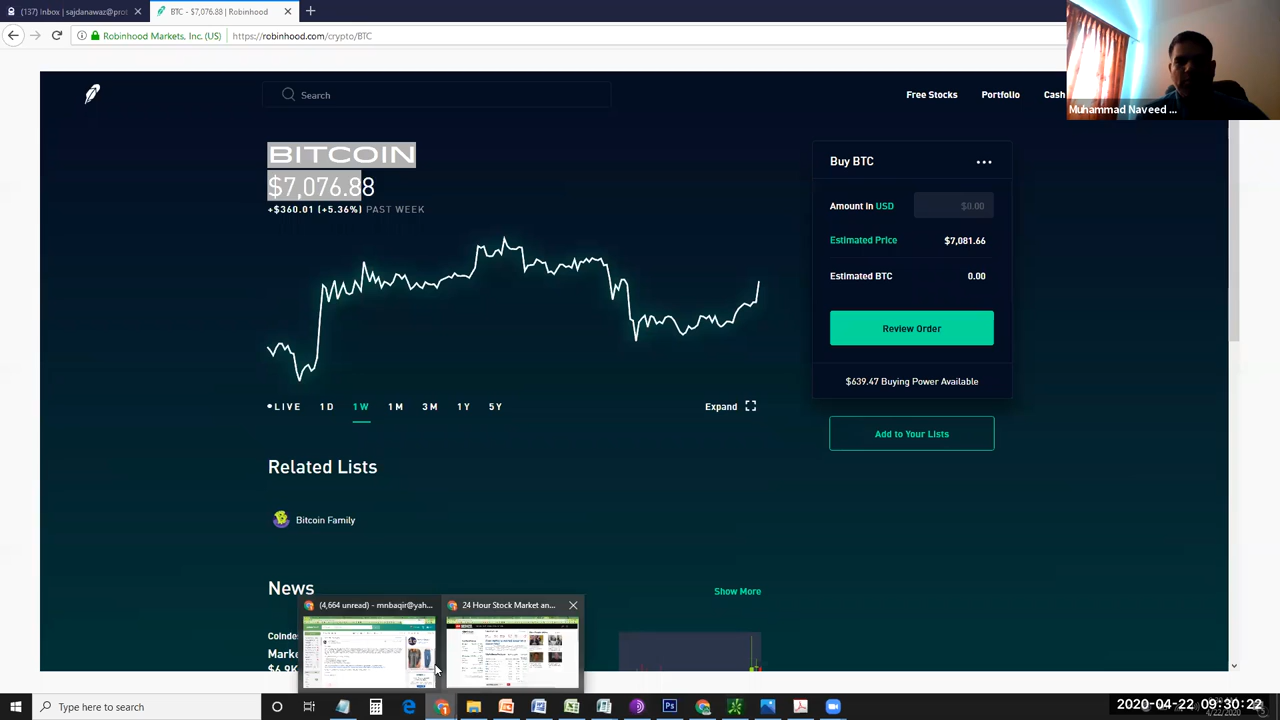 (137) Inbox | sajdanawaz@prot
BTC - $7,076.88 | Robinhood
Robinhood Markets, Inc. (US)
https://robinhood.com/crypto/BTC
Muhammad Naveed ...
Search
Free Stocks
Portfolio
Cash
BITCOIN
$7,076.88
+$360.01 (+5.36%) PAST WEEK
Buy BTC
Amount In USD
$0.00
Estimated Price
$7,081.66
Estimated BTC
0.00
Review Order
$639.47 Buying Power Available
LIVE
1D
1W
1M
3M
1Y
5Y
Expand
Add to Your Lists
Related Lists
Bitcoin Family
News
Show More
(4,664 unread) - mnbaqir@yah...
24 Hour Stock Market an...
Coinde
Marke
$6.9K
Type here to search
2020-04-22 09:30:22